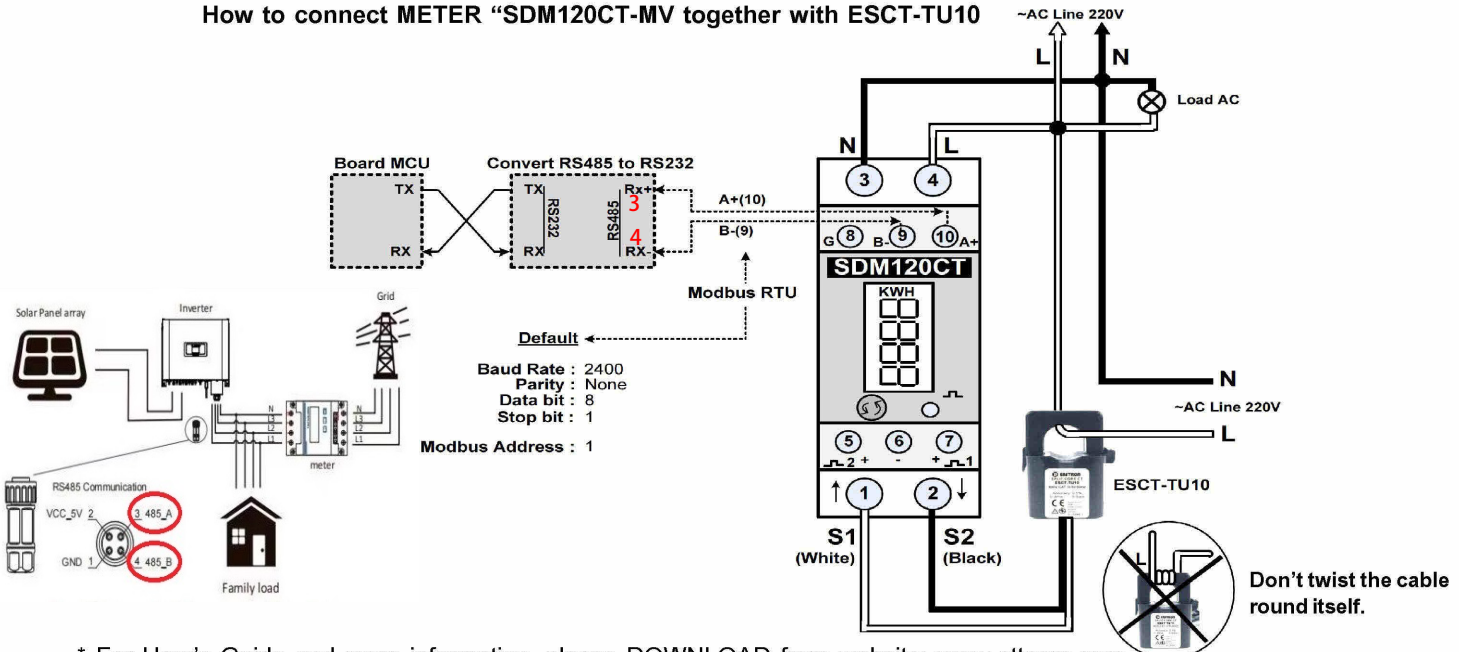 How to connect METER “SDM120CT-MV together with ESCT-TU10
~AC Line 220V
L
N
Load AC
N
L
3
4
Board MCU
Convert RS485 to RS232
TX
RX
TX
RX
RS232
RS485
Rx+
3
4
RX-
A+(10)
B-(9)
G 8 B- 9 10 A+
SDM120CT
KWH
Modbus RTU
Default
Baud Rate : 2400
Parity : None
Data bit : 8
Stop bit : 1
Modbus Address : 1
5
6
7
2 + - + 1
1
2
S1
(White)
S2
(Black)
N
~AC Line 220V
L
ESCT-TU10
ESCT-TU10
CE
L
Don't twist the cable
round itself.
Solar Panel array
Inverter
Grid
N
L3
L2
L1
N
L3
L2
L1
meter
RS485 Communication
VCC_5V 2
3 485_A
GND 1
4 485_B
Family load